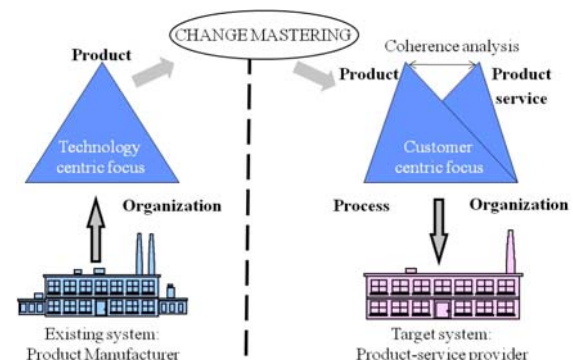 CHANGE MASTERING
Product
Technology
centric focus
Organization
Existing system:
Product Manufacturer
Coherence analysis
Product
Product
service
Customer
centric focus
Process
Organization
Target system:
Product-service provider